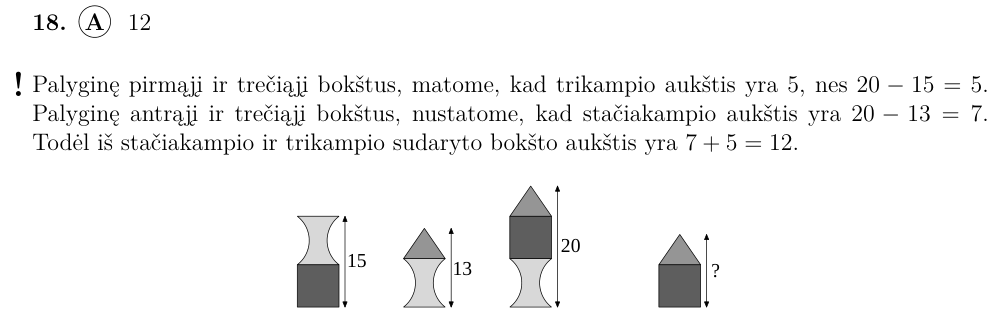 18. A 12
! Palyginę pirmąjį ir trečiąjį bokštus, matome, kad trikampio aukštis yra 5, nes 20 − 15 = 5.
Palyginę antrąjį ir trečiąjį bokštus, nustatome, kad stačiakampio aukštis yra 20 − 13 = 7.
Todėl iš stačiakampio ir trikampio sudaryto bokšto aukštis yra 7 + 5 = 12.
15 13 20 ?